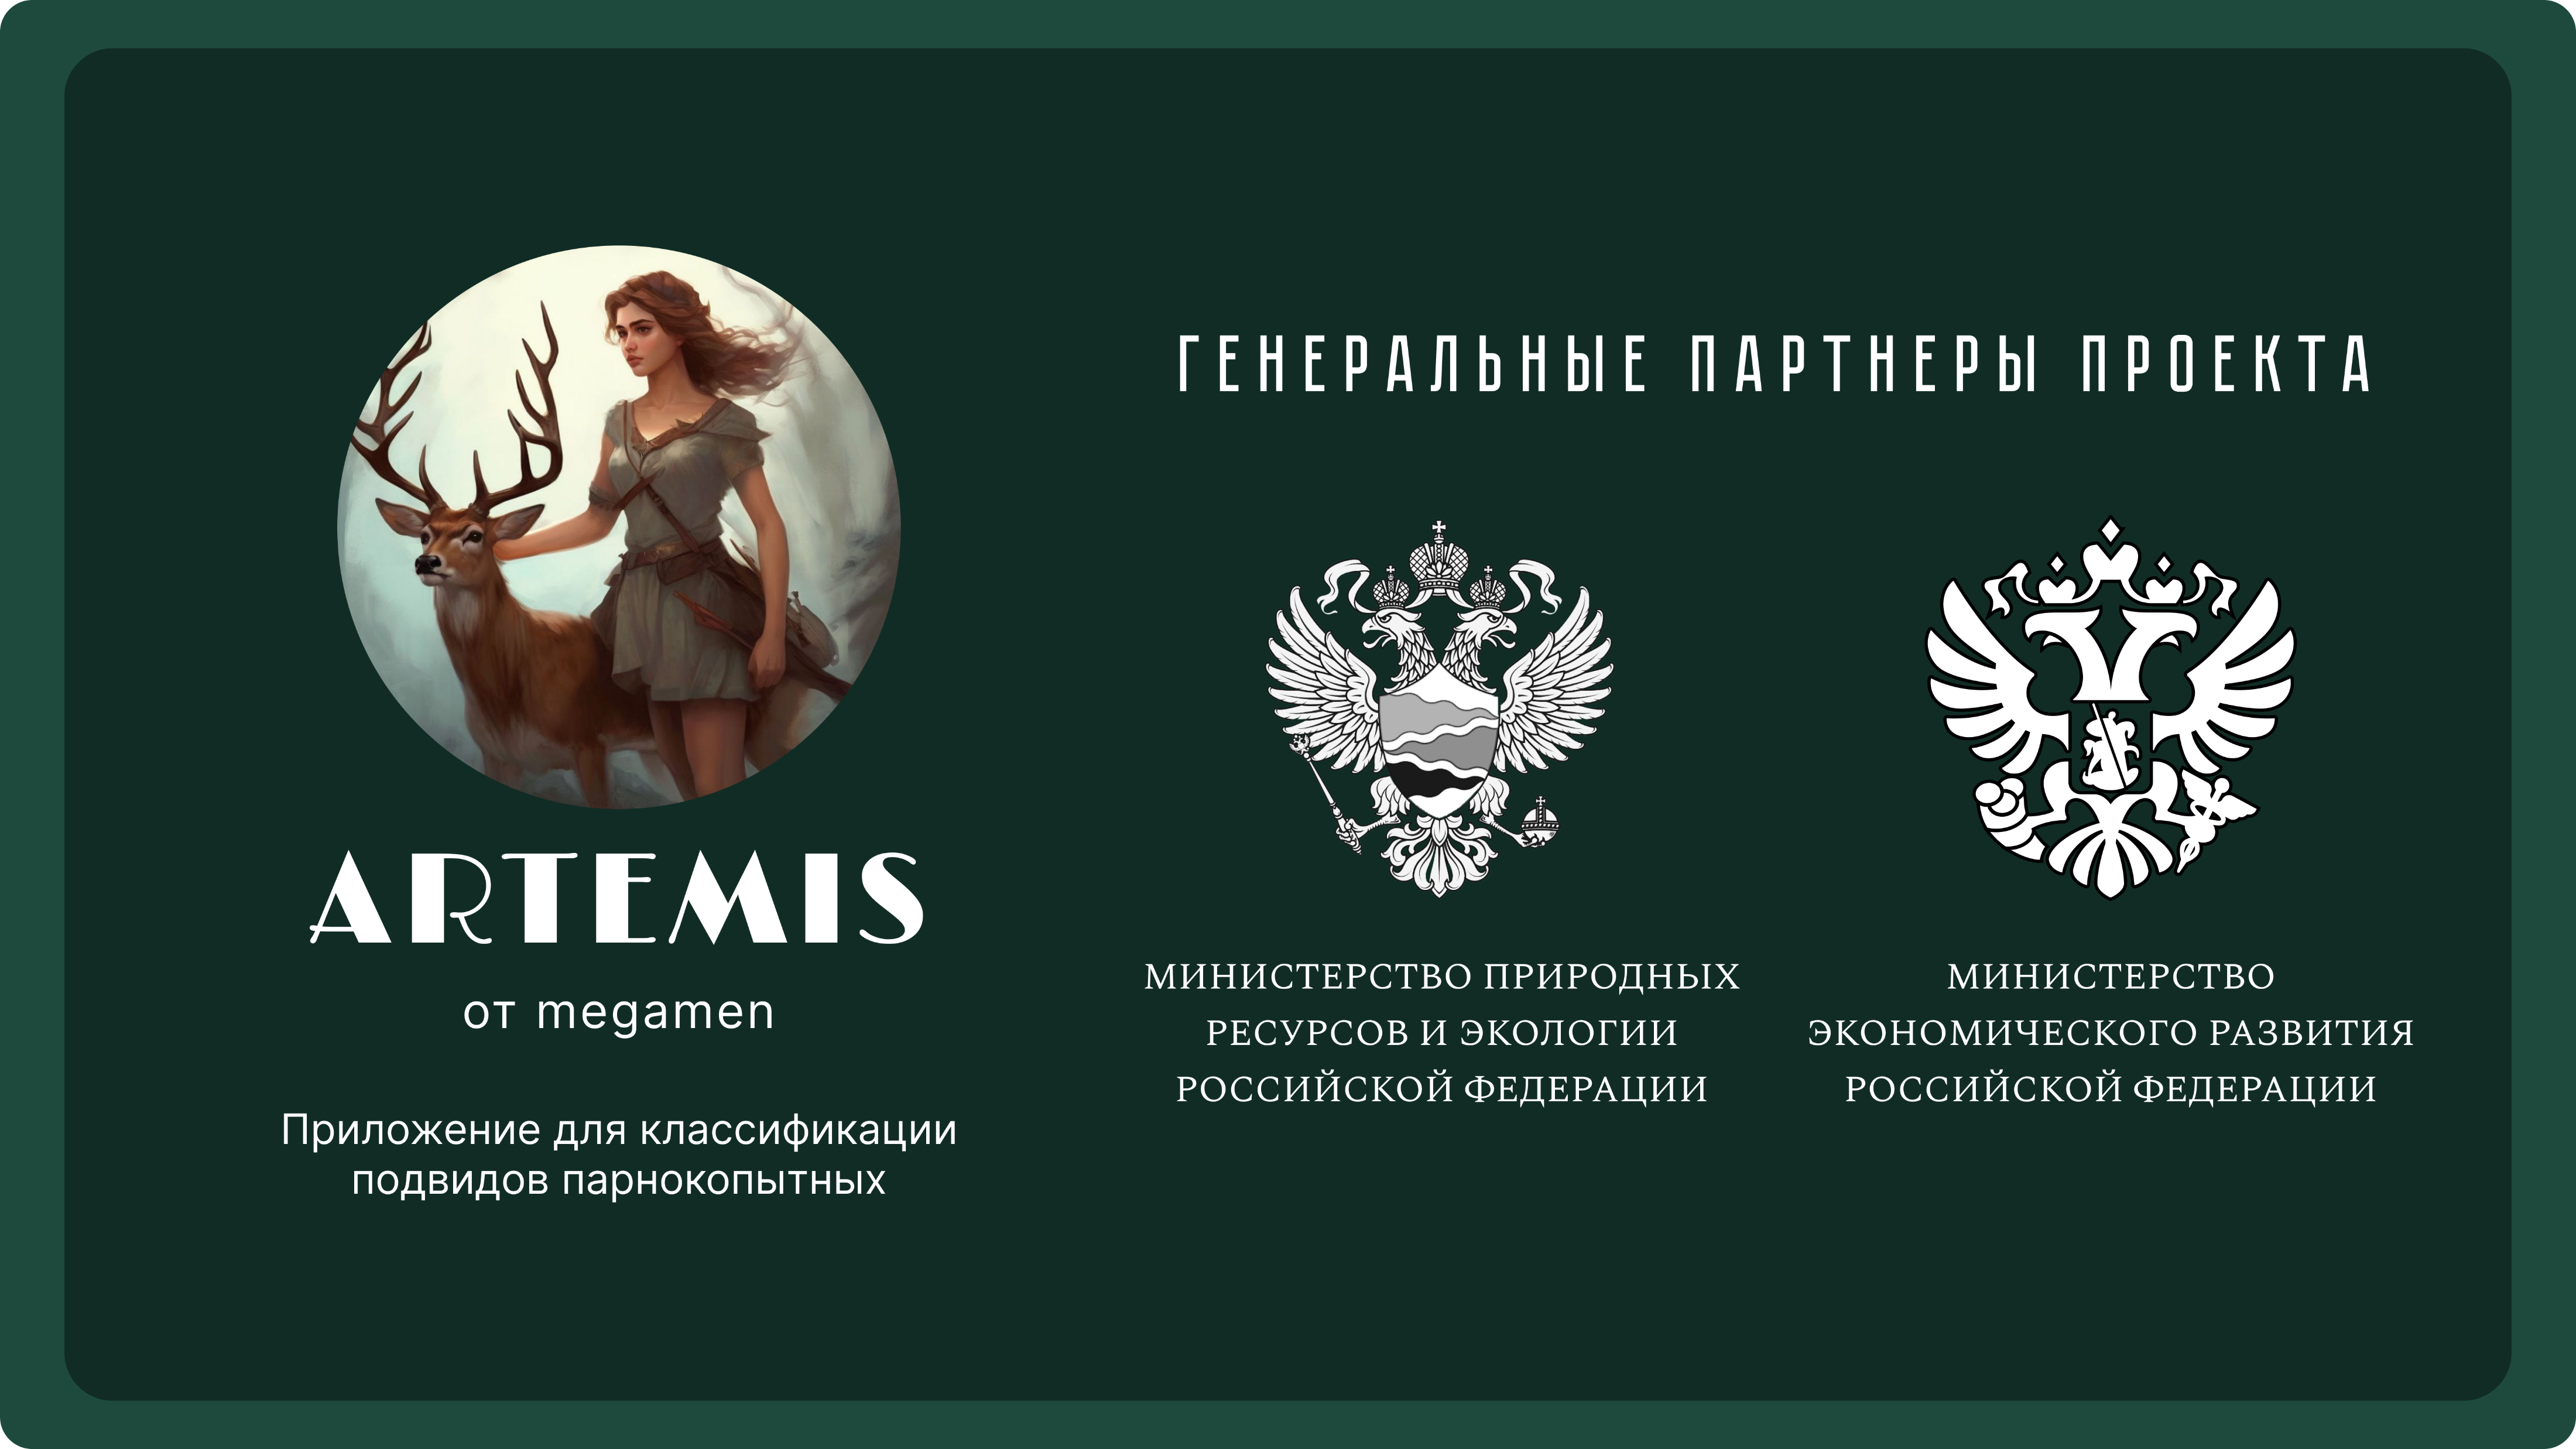 ARTEMIS
от megamen
Приложение для классификации
подвидов парнокопытных
ГЕНЕРАЛЬНЫЕ ПАРТНЕРЫ ПРОЕКТА
МИНИСТЕРСТВО ПРИРОДНЫХ
РЕСУРСОВ И ЭКОЛОГИИ
РОССИЙСКОЙ ФЕДЕРАЦИИ
МИНИСТЕРСТВО
ЭКОНОМИЧЕСКОГО РАЗВИТИЯ
РОССИЙСКОЙ ФЕДЕРАЦИИ